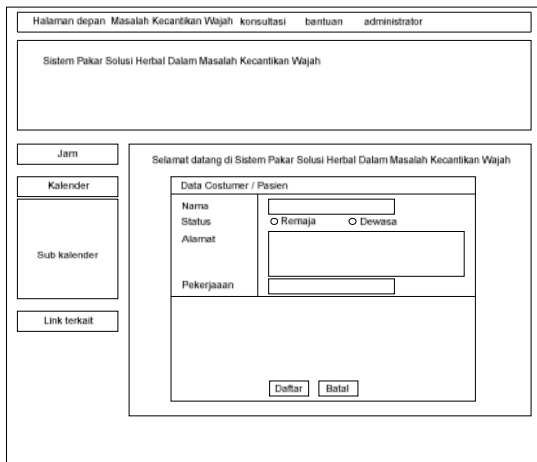 Halaman depan Masalah Kecantikan Wajah konsultasi bantuan administrator
Sistem Pakar Solusi Herbal Dalam Masalah Kecantikan Wajah
Jam
Kalender
Sub kalender
Link terkait
Selamat datang di Sistem Pakar Solusi Herbal Dalam Masalah Kecantikan Wajah
Data Costumer / Pasien
Nama
Status Remaja Dewasa
Alamat
Pekerjaaan
Daftar Batal